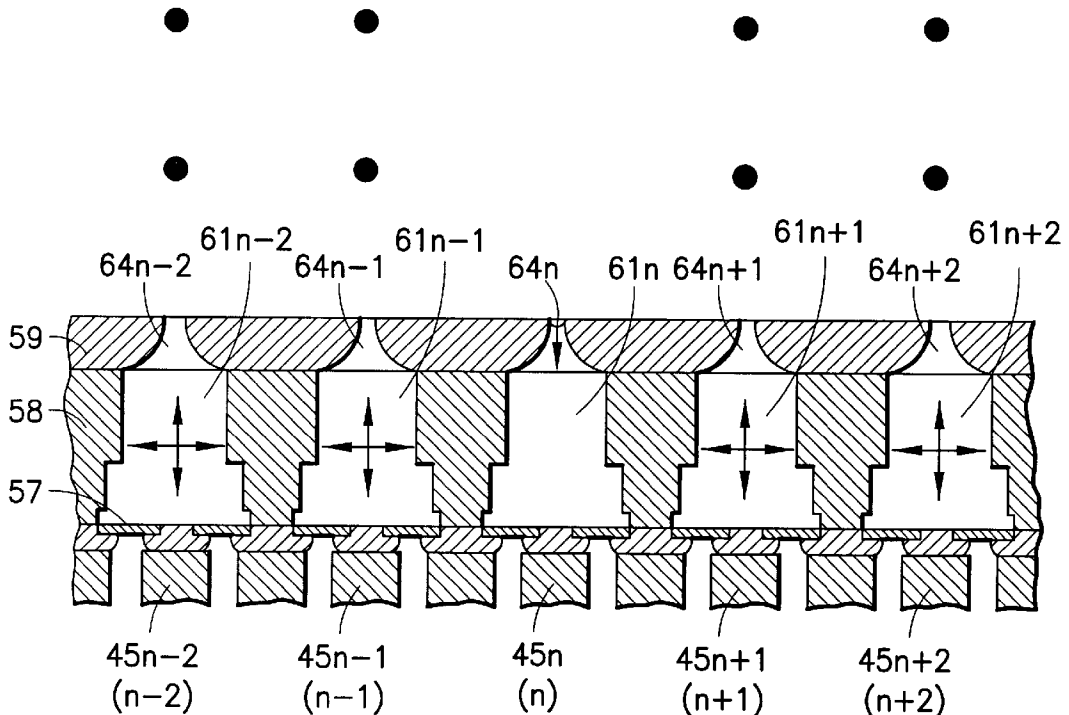 61n-2 61n-1 61n+1 61n+2
64n-2 64n-1 64n 61n 64n+1 64n+2
59
58
57
45n-2 45n-1 45n 45n+1 45n+2
(n-2) (n-1) (n) (n+1) (n+2)